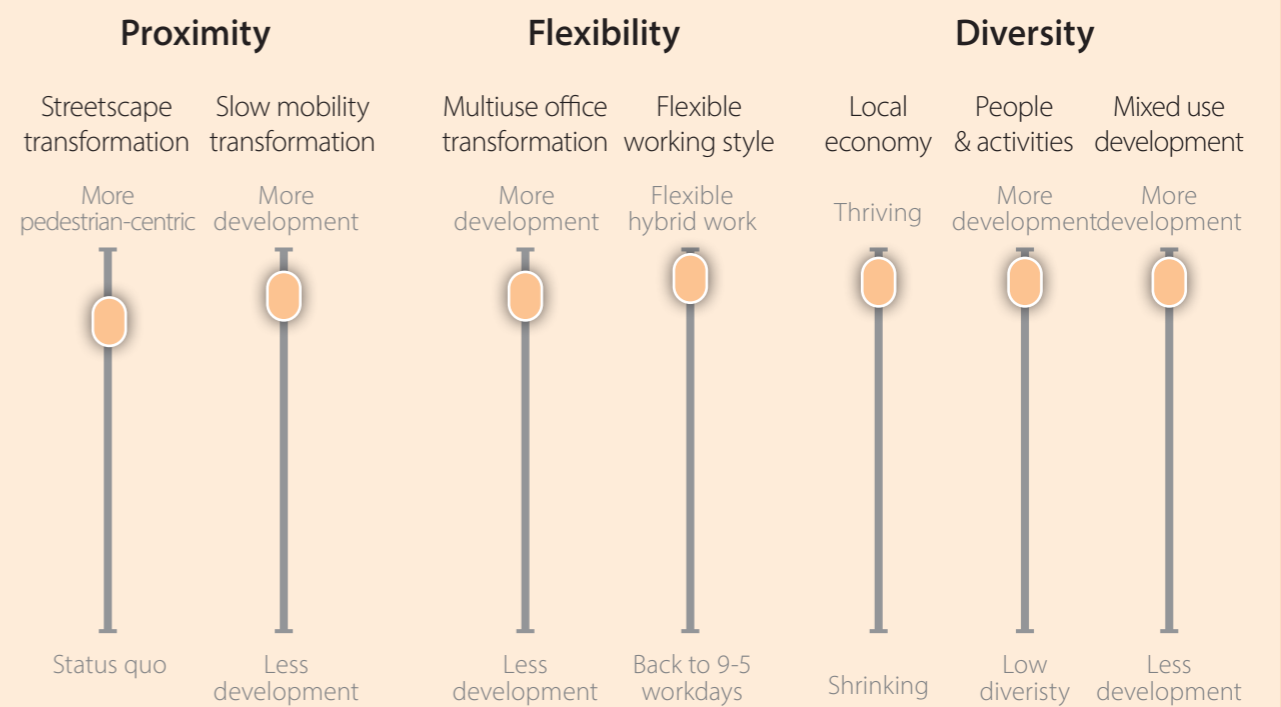 Proximity
Flexibility
Diversity
Streetscape
transformation
Slow mobility
transformation
Multiuse office
transformation
Flexible
working style
Local
economy
People
& activities
Mixed use
development
More
pedestrian-centric
More
development
More
development
Flexible
hybrid work
Thriving
More
development
More
development
Status quo
Less
development
Less
development
Back to 9-5
workdays
Shrinking
Low
diveristy
Less
development